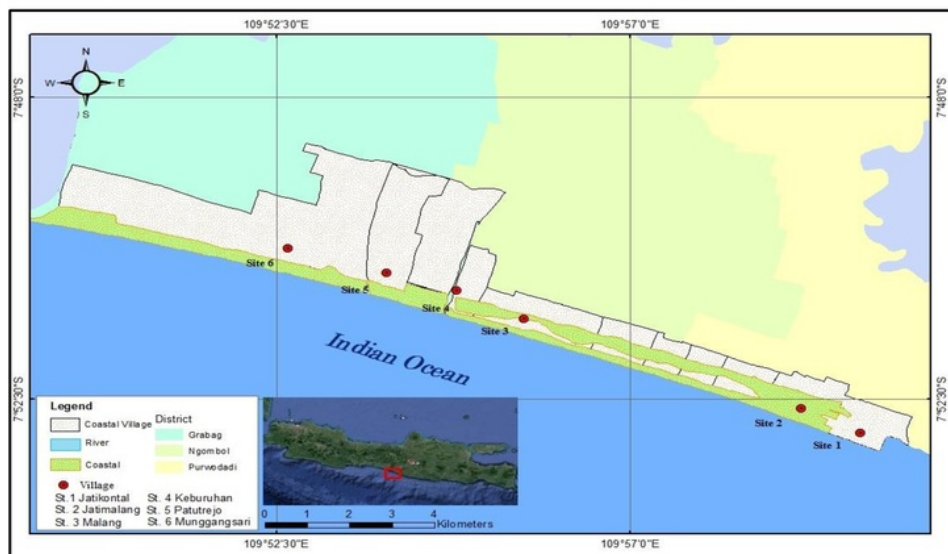 109°52'30"E
109°57'0"E
N
W
E
S
7°48'0"S
7°48'0"S
Site 6
Site 5
Site 4
Site 3
Indian Ocean
7°52'30"S
7°52'30"S
Site 2
Site 1
Legend
Coastal Village
River
Coastal
District
Grabag
Ngombol
Purwodadi
Village
St. 1 Jatikontal
St. 2 Jatimalang
St. 3 Malang
St. 4 Keburuhan
St. 5 Patutrejo
St. 6 Munggangsari
0 1 2 3 4
Kilometers
109°52'30"E
109°57'0"E